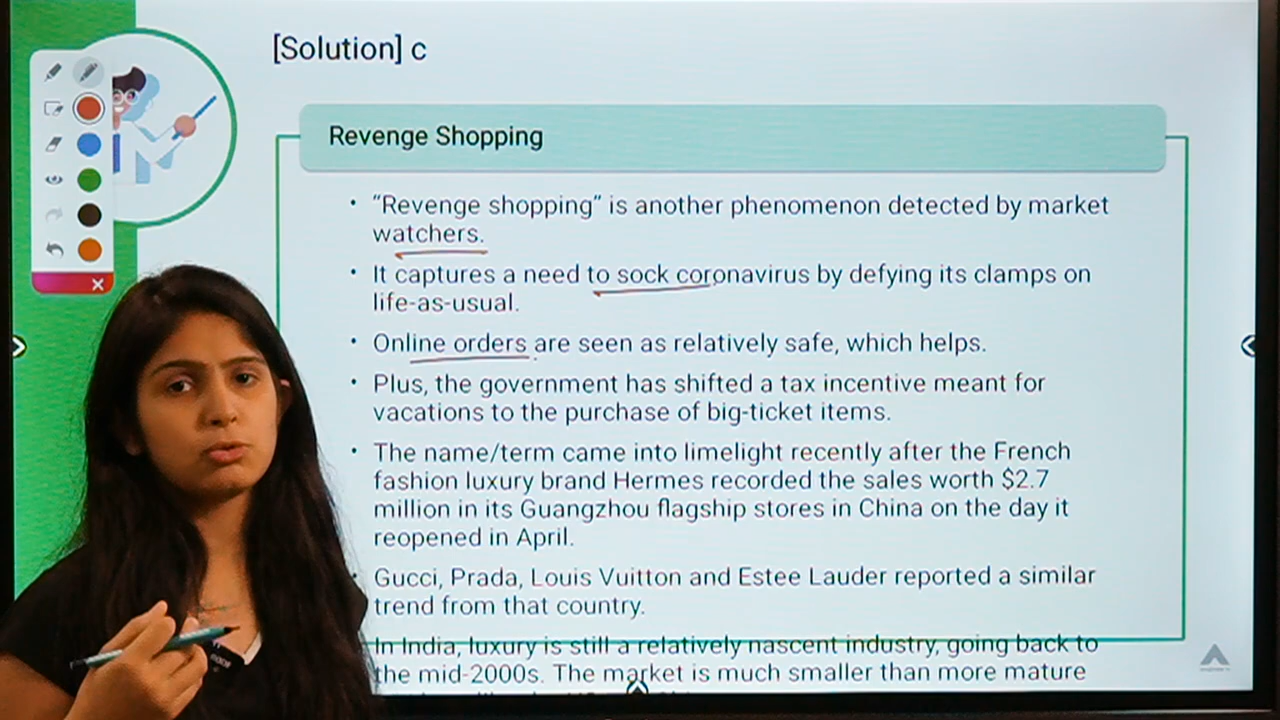 [Solution] c
Revenge Shopping
• “Revenge shopping” is another phenomenon detected by market
watchers.
• It captures a need to sock coronavirus by defying its clamps on
life-as-usual.
• Online orders are seen as relatively safe, which helps.
• Plus, the government has shifted a tax incentive meant for
vacations to the purchase of big-ticket items.
• The name/term came into limelight recently after the French
fashion luxury brand Hermes recorded the sales worth $2.7
million in its Guangzhou flagship stores in China on the day it
reopened in April.
• Gucci, Prada, Louis Vuitton and Estee Lauder reported a similar
trend from that country.
In India, luxury is still a relatively nascent industry, going back to
the mid-2000s. The market is much smaller than more mature